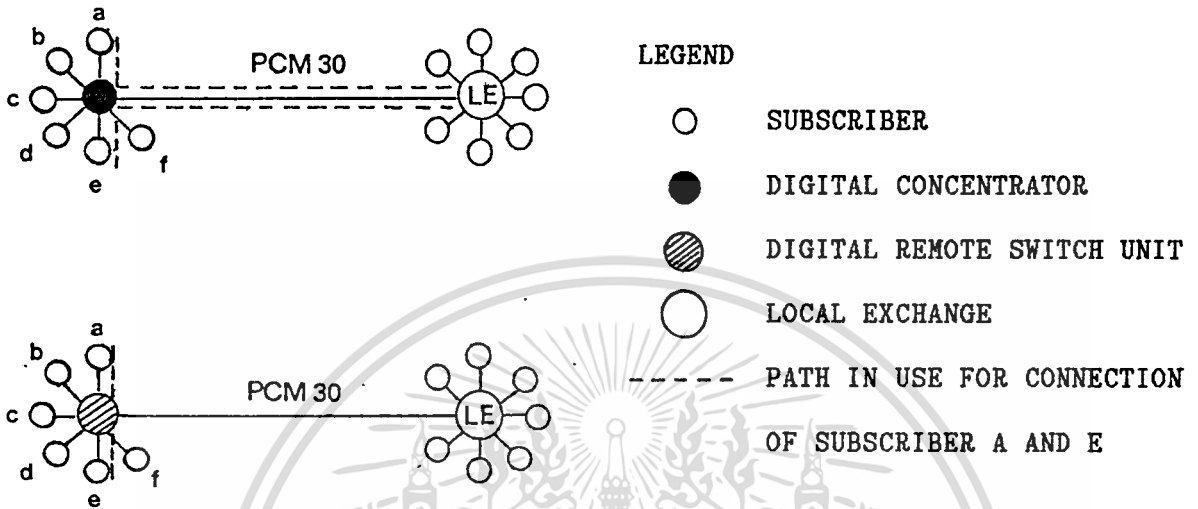 a
b
c
d
e
f
PCM 30
LE
a
b
c
d
e
f
PCM 30
LE
LEGEND
SUBSCRIBER
DIGITAL CONCENTRATOR
DIGITAL REMOTE SWITCH UNIT
LOCAL EXCHANGE
PATH IN USE FOR CONNECTION
OF SUBSCRIBER A AND E